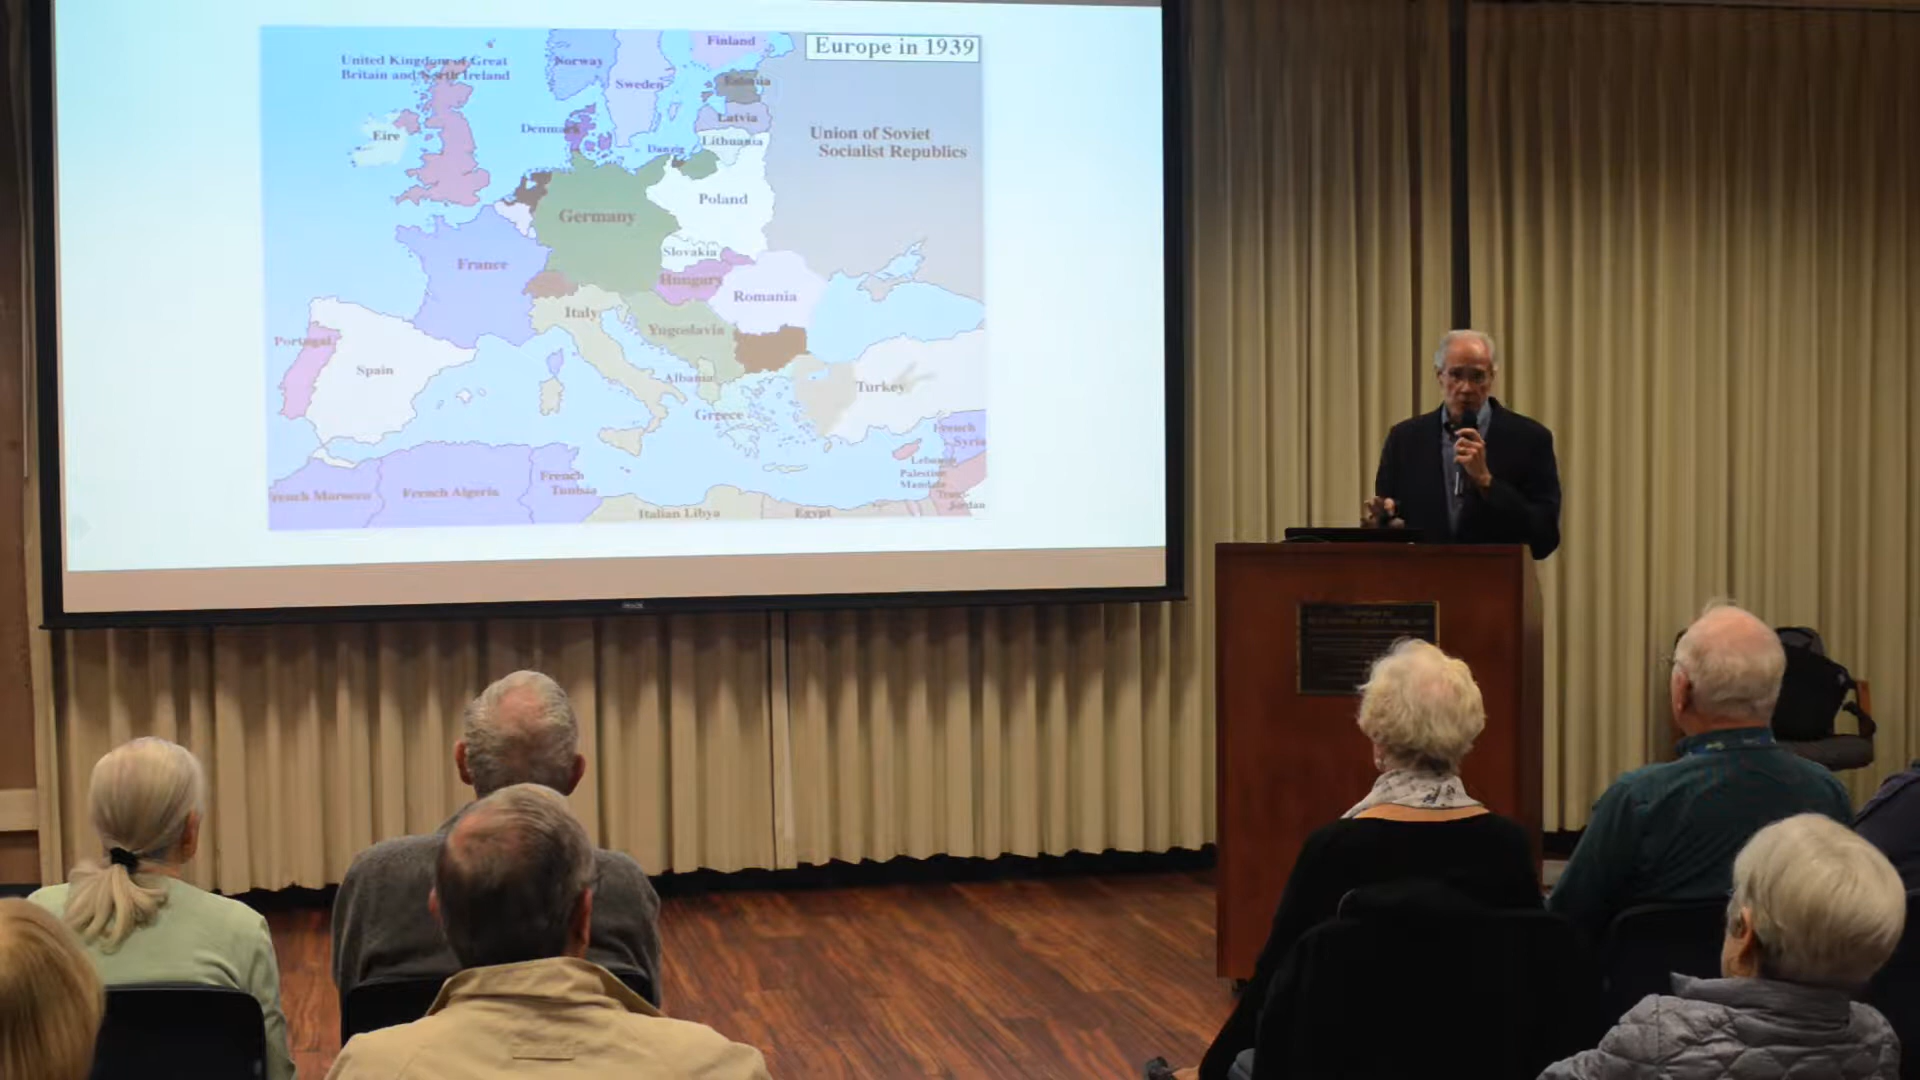 Europe in 1939
Finland
United Kingdom of Great
Britain and North Ireland
Norway
Sweden
Estonia
Latvia
Lithuania
Eire
Denmark
Danzig
Union of Soviet
Socialist Republics
Poland
Germany
Slovakia
France
Hungary
Romania
Italy
Yugoslavia
Portugal
Spain
Albania
Turkey
Greece
French
Syria
Lebanon
Palestine
Mandate
Trans-
Jordan
French Morocco
French Algeria
French
Tunisia
Italian Libya
Egypt